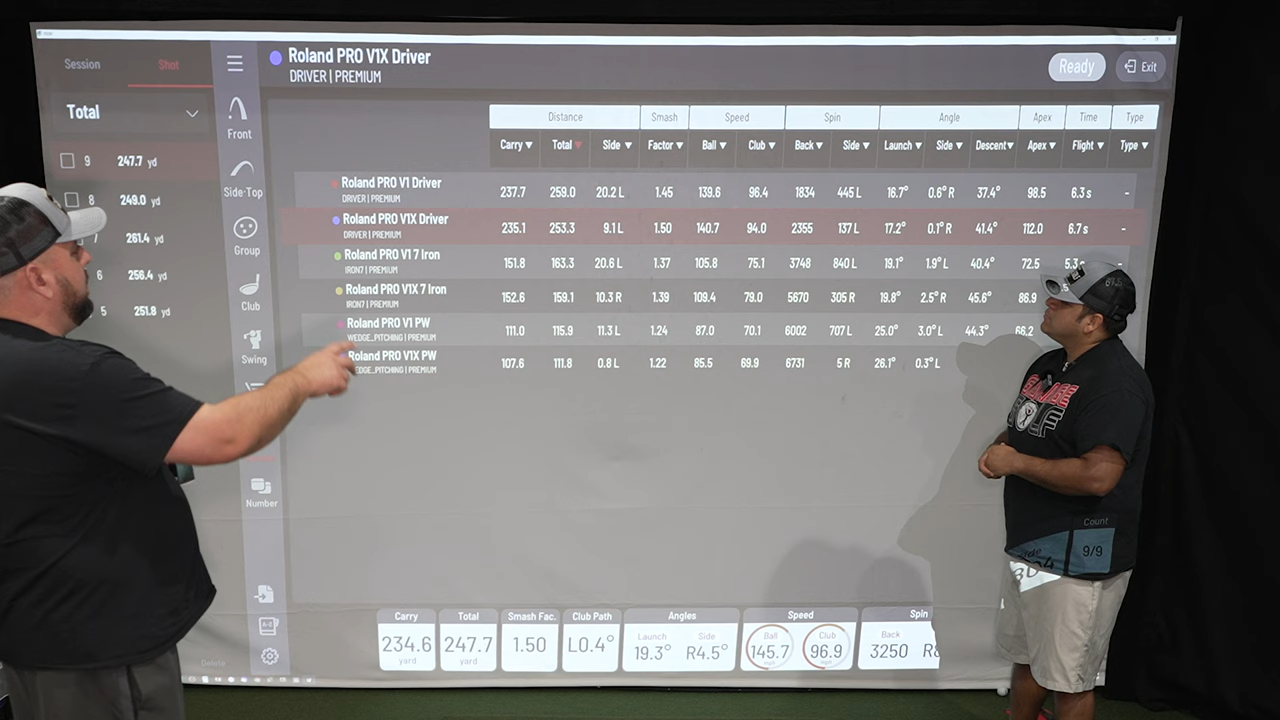 Session Shot
Total
9 247.7 yd
8 249.0 yd
7 261.4 yd
6 256.4 yd
5 251.8 yd
Front
Side-Top
Group
Club
Swing
Number
Roland PRO V1X Driver
DRIVER | PREMIUM
Ready Exit
Distance Smash Speed Spin Angle Apex Time Type
Carry▼ Total▼ Side▼ Factor▼ Ball▼ Club▼ Back▼ Side▼ Launch▼ Side▼ Descent▼ Apex▼ Flight▼ Type▼
Roland PRO V1 Driver
DRIVER | PREMIUM
237.7 259.0 20.2 L 1.45 139.6 96.4 1834 445 L 16.7° 0.6° R 37.4° 98.5 6.3 s -
Roland PRO V1X Driver
DRIVER | PREMIUM
235.1 253.3 9.1 L 1.50 140.7 94.0 2355 137 L 17.2° 0.1° R 41.4° 112.0 6.7 s -
Roland PRO V1 7 Iron
IRON7 | PREMIUM
151.8 163.3 20.6 L 1.37 105.8 75.1 3748 840 L 19.1° 1.9° L 40.4° 72.5 5.3
Roland PRO V1X 7 Iron
IRON7 | PREMIUM
152.6 159.1 10.3 R 1.39 109.4 79.0 5670 305 R 19.8° 2.5° R 45.6° 86.9
Roland PRO V1 PW
WEDGE_PITCHING | PREMIUM
111.0 115.9 11.3 L 1.24 87.0 70.1 6002 707 L 25.0° 3.0° L 44.3° 66.2
Roland PRO V1X PW
EDGE_PITCHING | PREMIUM
107.6 111.8 0.8 L 1.22 85.5 69.9 6731 5 R 26.1° 0.3° L
GOLF
Count
9/9
Carry Total Smash Fac. Club Path Angles Speed Spin
Launch Side Ball Club Back
234.6 247.7 1.50 L0.4° 19.3° R4.5° 145.7 96.9 3250
yard yard mph mph
Delete